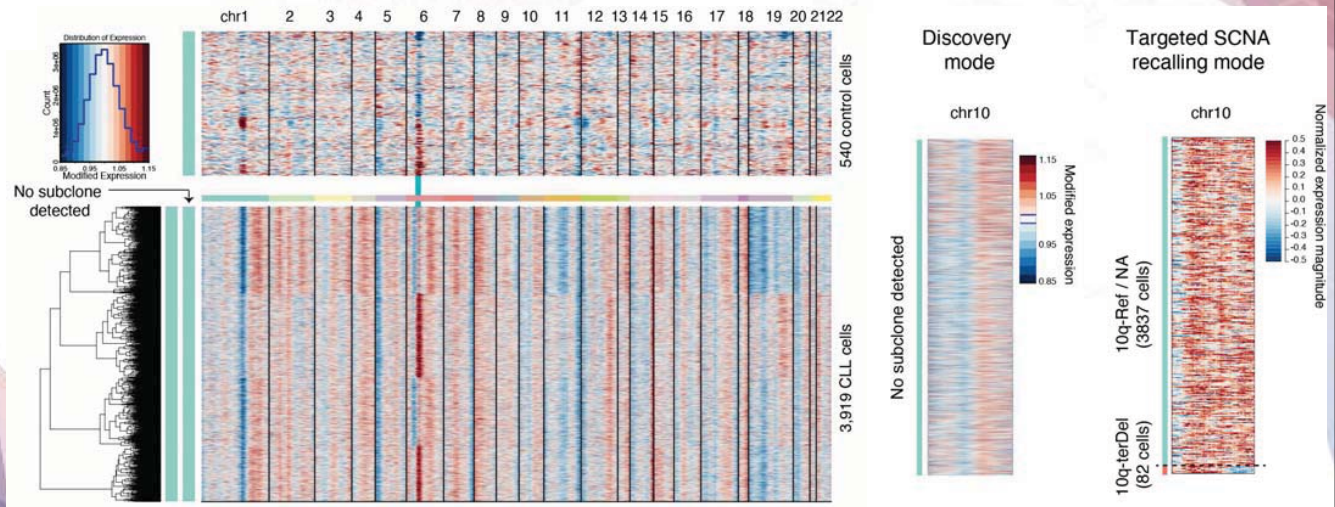 chr1 2 3 4 5 6 7 8 9 10 11 12 13 14 15 16 17 18 19 20 2122
Distribution of Expression
Count
0 1e+06 2e+06 3e+06
0.85 0.95 1.05 1.15
Modified Expression
No subclone
detected
540 control cells
3,919 CLL cells
Discovery
mode
chr10
No subclone detected
1.15
1.05
0.95
0.85
Modified expression
Targeted SCNA
recalling mode
chr10
10q-Ref / NA
(3837 cells)
10q-terDel
(82 cells)
0.5
0.4
0.3
0.2
0.1
0.0
-0.1
-0.2
-0.3
-0.4
-0.5
Normalized expression magnitude